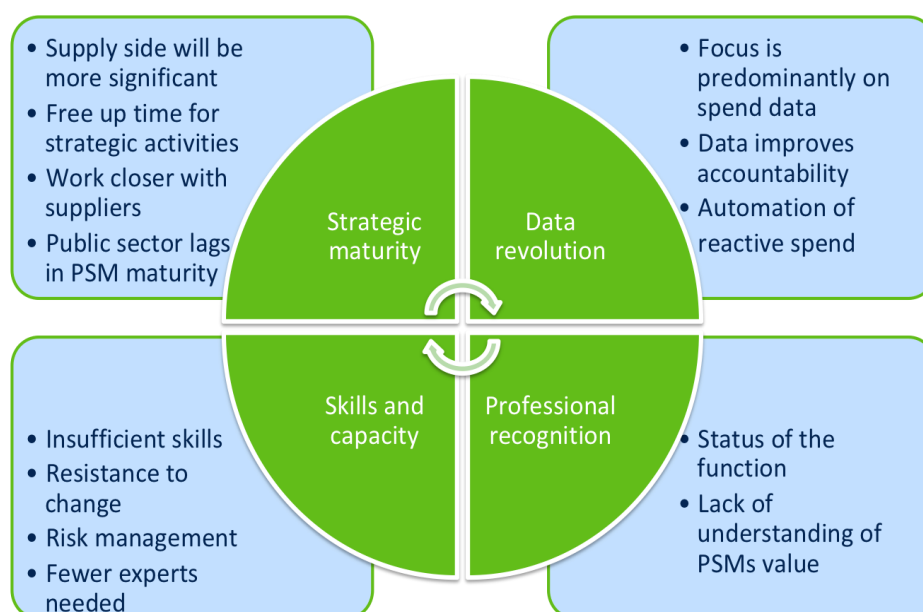 • Supply side will be
more significant
• Free up time for
strategic activities
• Work closer with
suppliers
• Public sector lags
in PSM maturity
• Focus is
predominantly on
spend data
• Data improves
accountability
• Automation of
reactive spend
Strategic
maturity
Data
revolution
Skills and
capacity
Professional
recognition
• Insufficient skills
• Resistance to
change
• Risk management
• Fewer experts
needed
• Status of the
function
• Lack of
understanding of
PSMs value